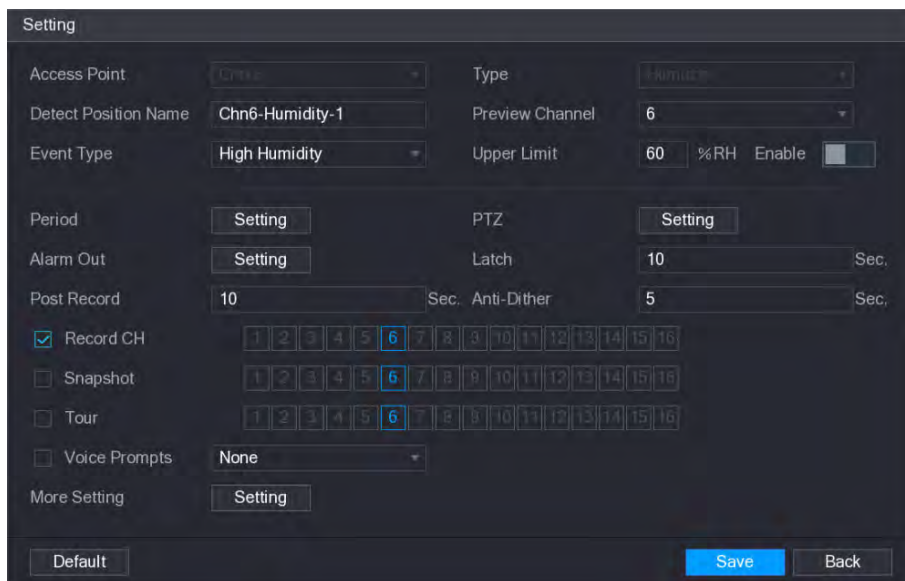 Setting
Access Point Type
Detect Position Name Chn6-Humidity-1 Preview Channel 6
Event Type High Humidity Upper Limit 60 %RH Enable
Period Setting PTZ Setting
Alarm Out Setting Latch 10 Sec.
Post Record 10 Sec. Anti-Dither 5 Sec.
Record CH 1 2 3 4 5 6 7 8 9 10 11 12 13 14 15 16
Snapshot 1 2 3 4 5 6 7 8 9 10 11 12 13 14 15 16
Tour 1 2 3 4 5 6 7 8 9 10 11 12 13 14 15 16
Voice Prompts None
More Setting Setting
Default Save Back